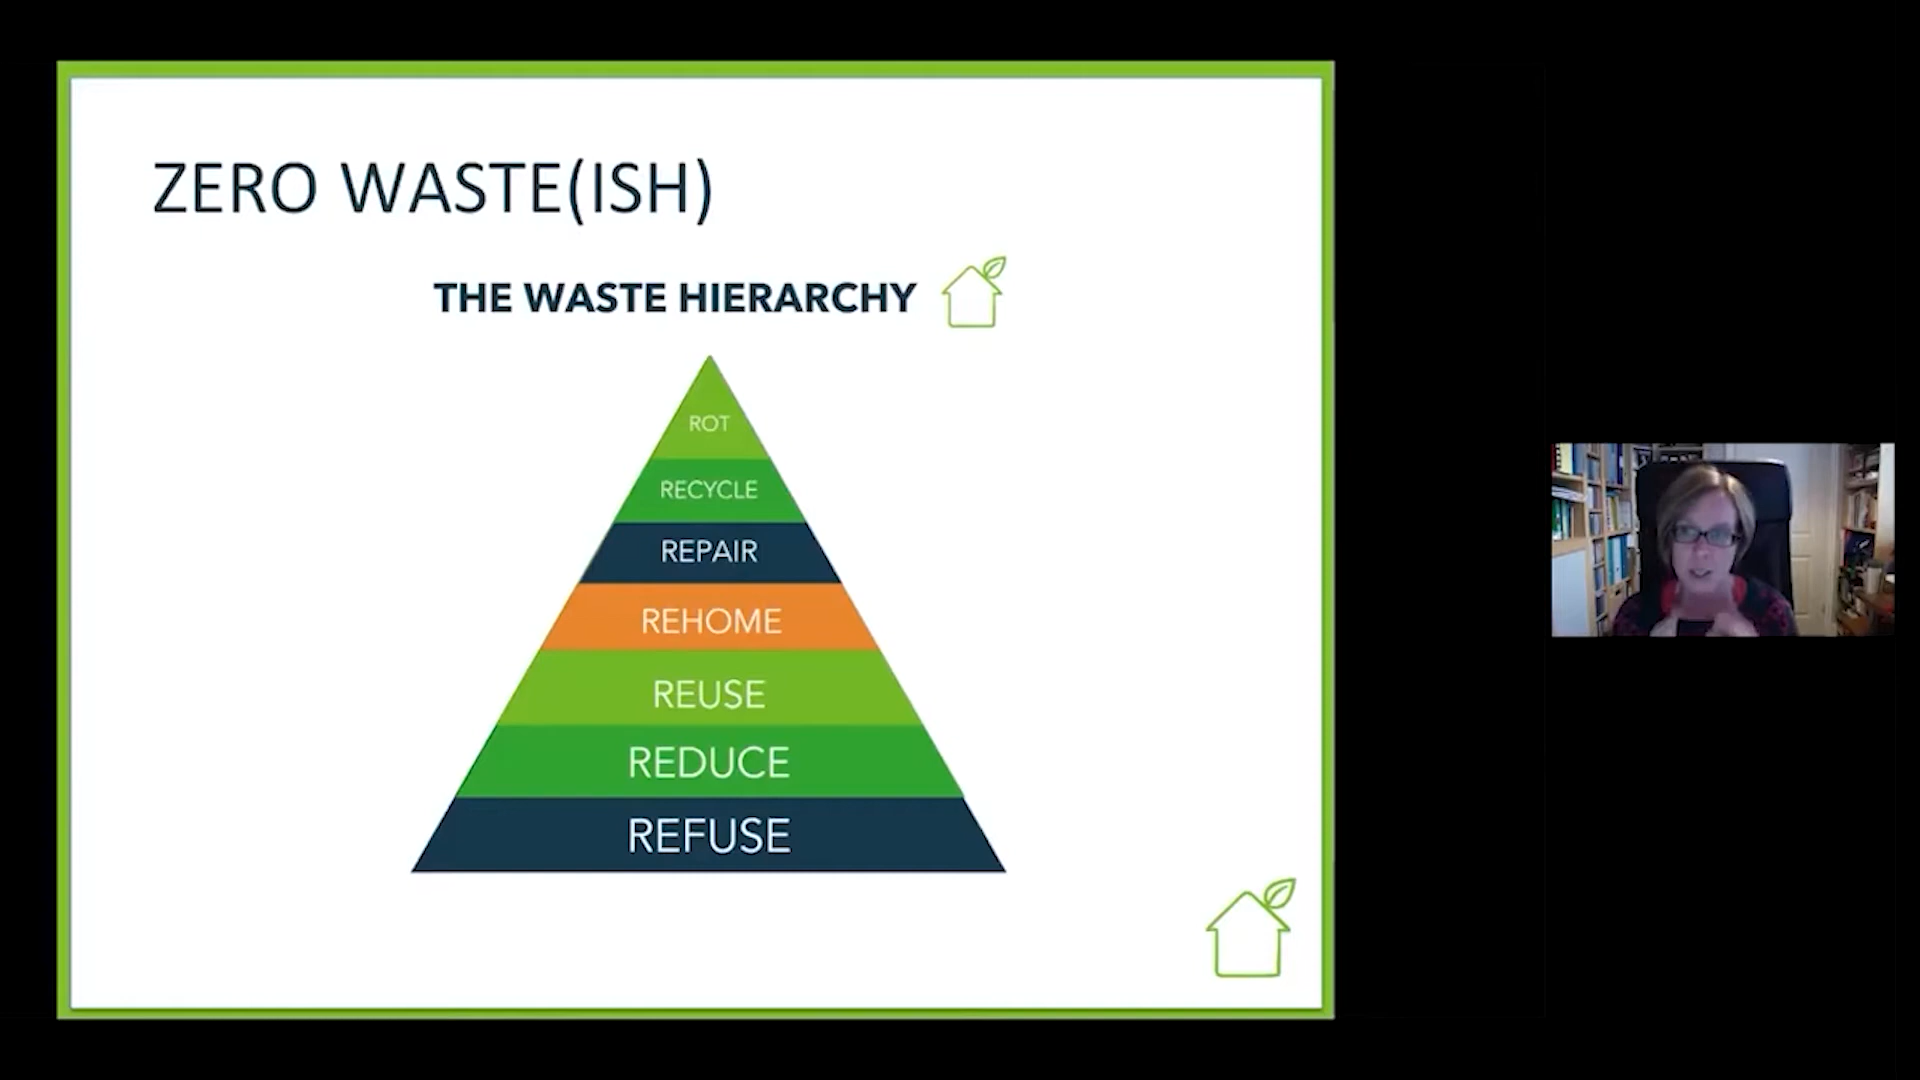 ZERO WASTE(ISH)
THE WASTE HIERARCHY
ROT
RECYCLE
REPAIR
REHOME
REUSE
REDUCE
REFUSE